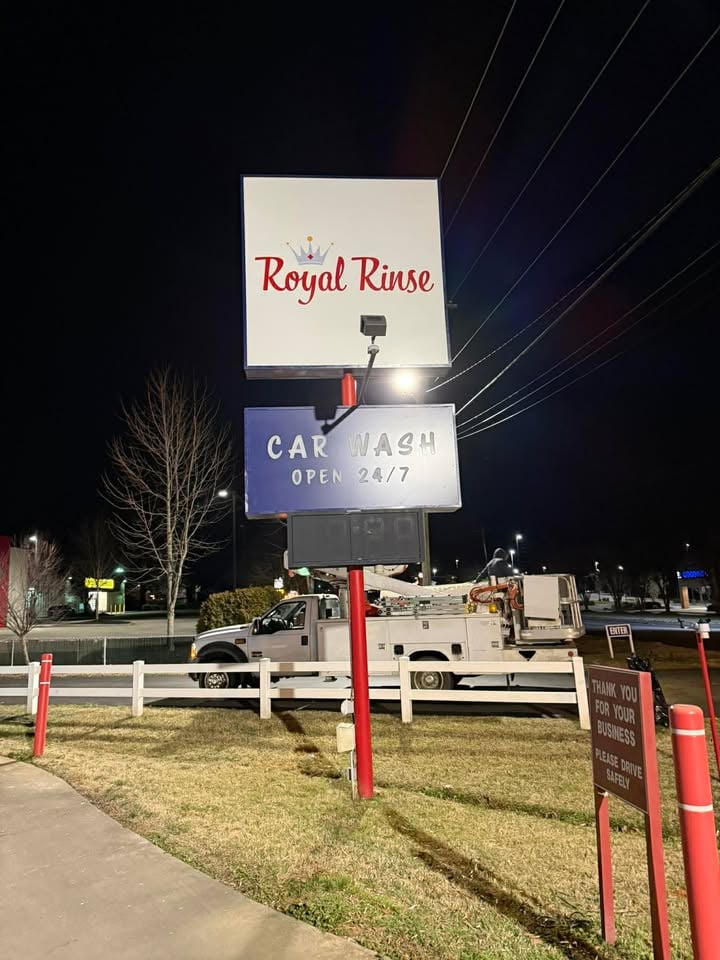 Royal Rinse
CAR WASH
OPEN 24/7
ENTER
THANK YOU
FOR YOUR
BUSINESS
PLEASE DRIVE
SAFELY